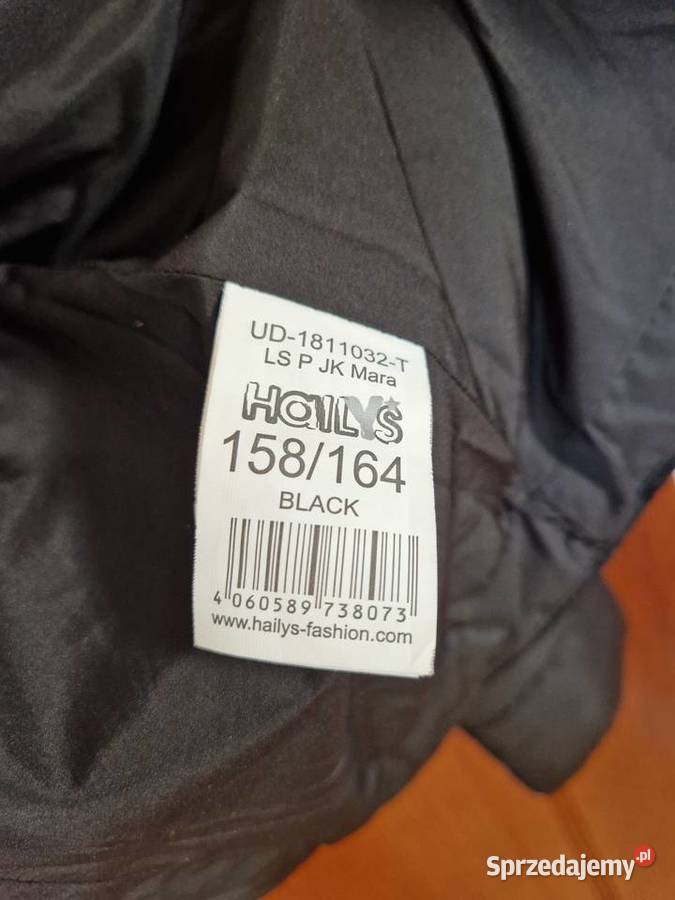 UD-1811032-T
LS P JK Mara
HaiLYS
158/164
BLACK
4 060589 738073
www.hailys-fashion.com
Sprzedajemy.pl